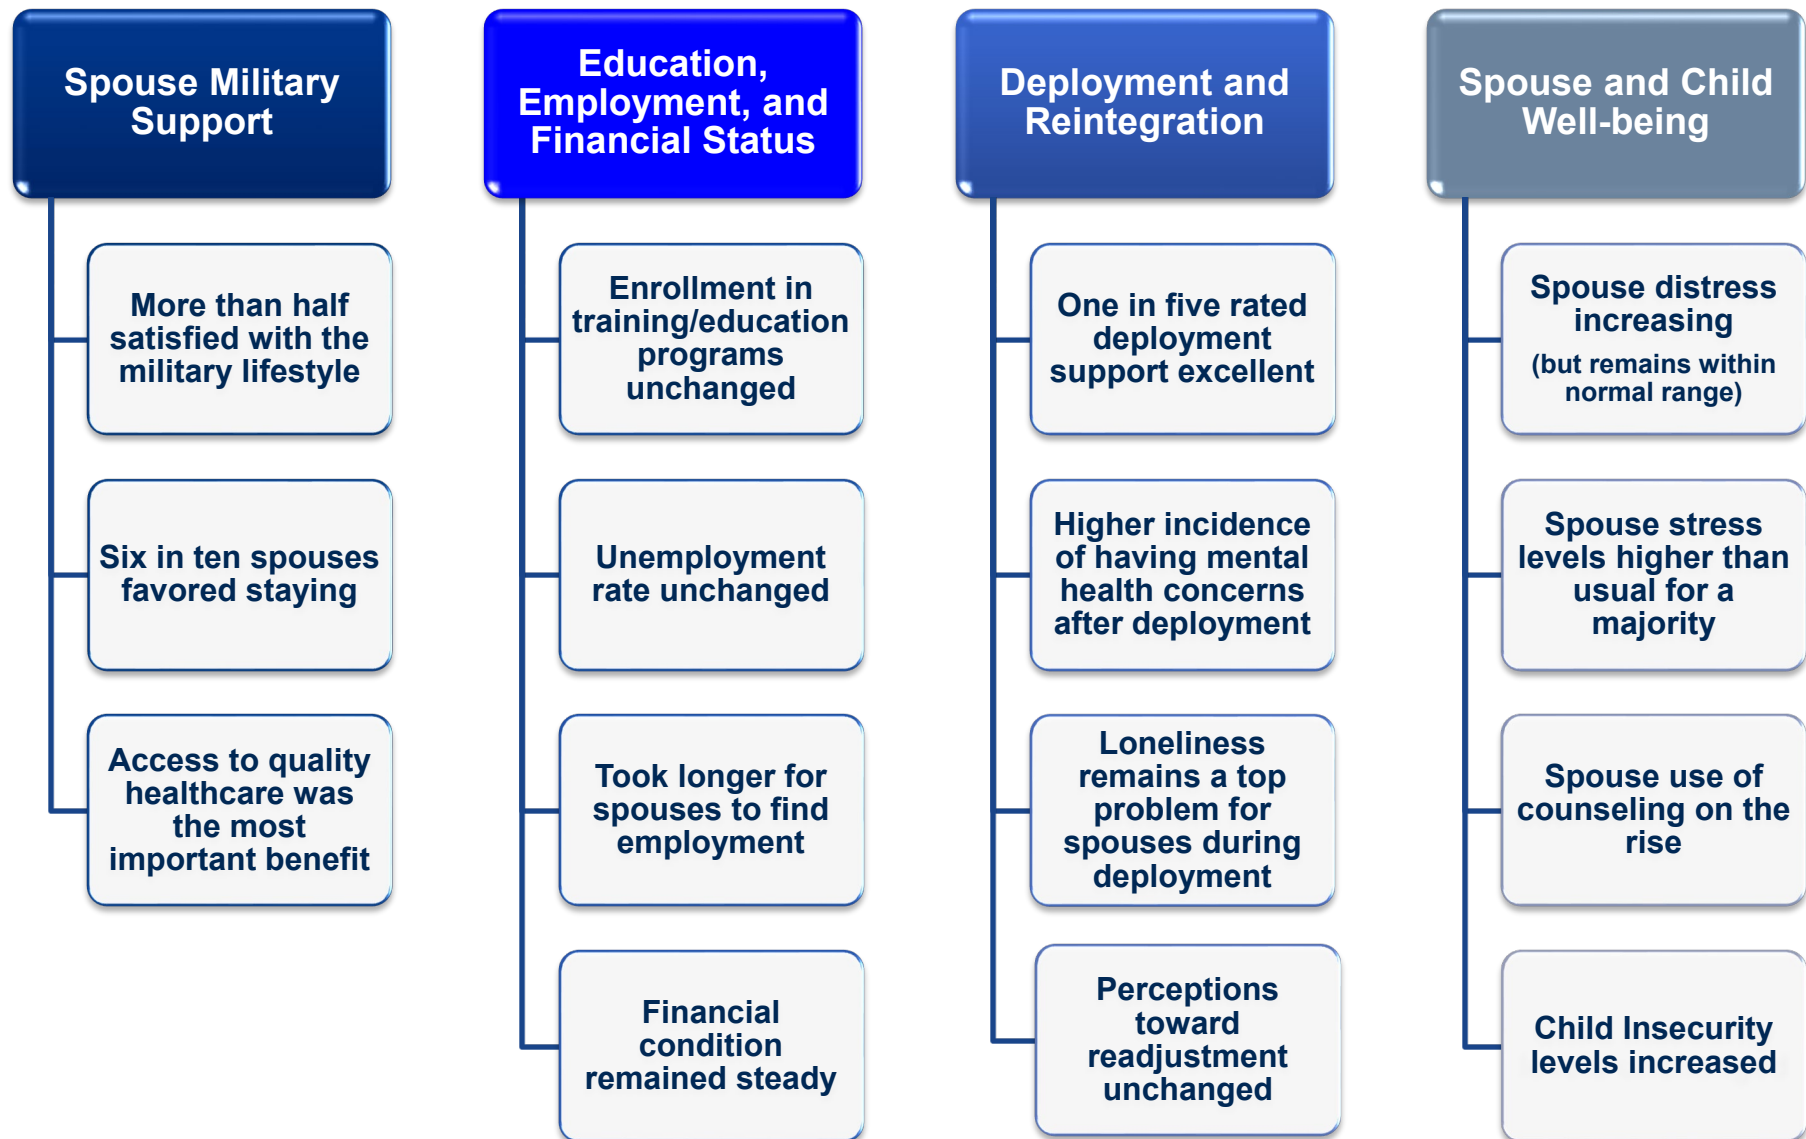 Spouse Military
Support
More than half
satisfied with the
military lifestyle
Six in ten spouses
favored staying
Access to quality
healthcare was
the most
important benefit
Education,
Employment, and
Financial Status
Enrollment in
training/education
programs
unchanged
Unemployment
rate unchanged
Took longer for
spouses to find
employment
Financial
condition
remained steady
Deployment and
Reintegration
One in five rated
deployment
support excellent
Higher incidence
of having mental
health concerns
after deployment
Loneliness
remains a top
problem for
spouses during
deployment
Perceptions
toward
readjustment
unchanged
Spouse and Child
Well-being
Spouse distress
increasing
(but remains within
normal range)
Spouse stress
levels higher than
usual for a
majority
Spouse use of
counseling on the
rise
Child Insecurity
levels increased